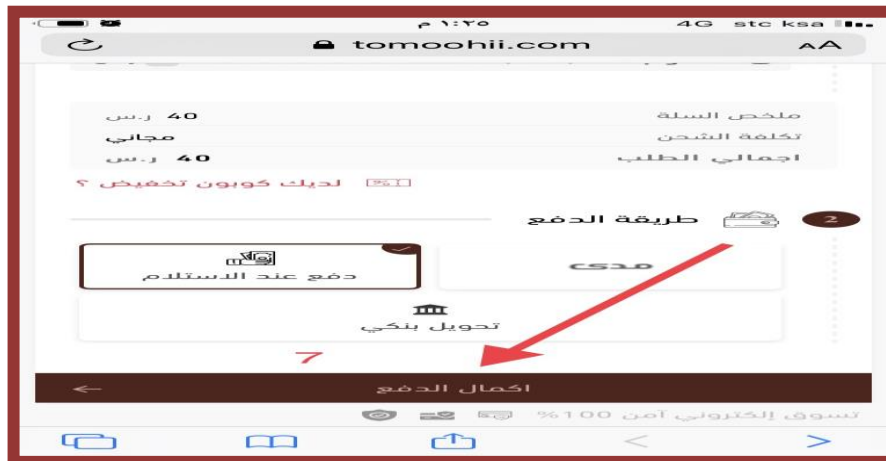 4G stc ksa ١:٢٥ م
AA tomoohii.com
ملخص السلة 40 ر.س
تكلفة الشحن مجاني
اجمالي الطلب 40 ر.س
لديك كوبون تخفيض ؟
2 طريقة الدفع
مدى دفع عند الاستلام
تحويل بنكي
7
اكمال الدفع
تسوق إلكتروني آمن 100%